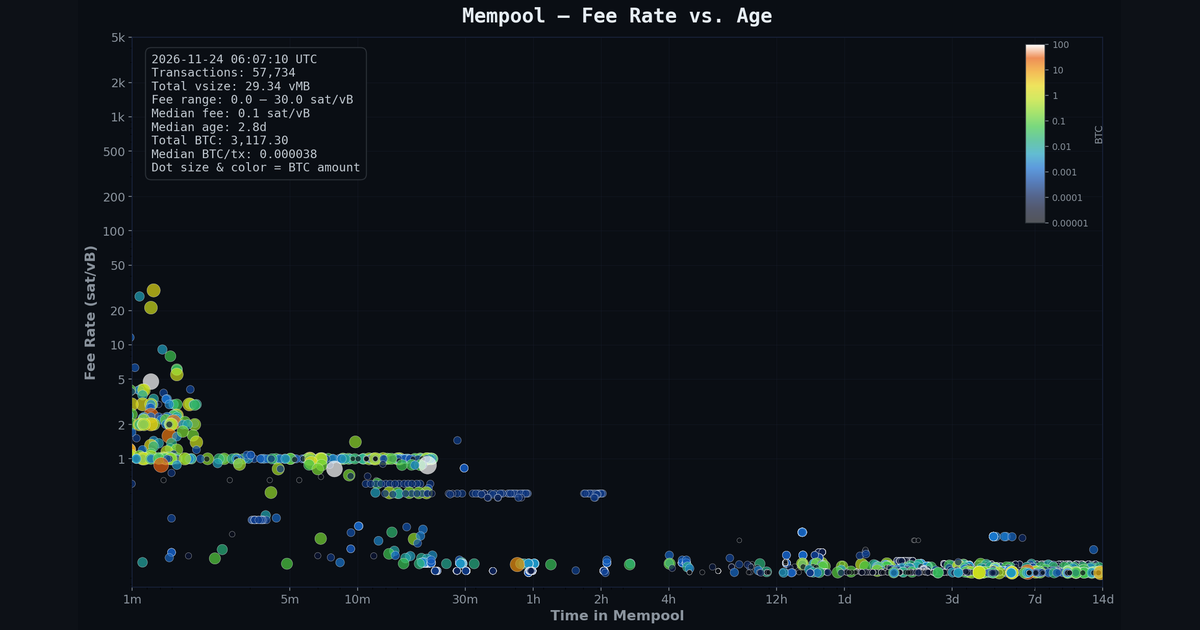 Mempool — Fee Rate vs. Age
2026-11-24 06:07:10 UTC
Transactions: 57,734
Total vsize: 29.34 vMB
Fee range: 0.0 – 30.0 sat/vB
Median fee: 0.1 sat/vB
Median age: 2.8d
Total BTC: 3,117.30
Median BTC/tx: 0.000038
Dot size & color = BTC amount
100
10
1
0.1
0.01
0.001
0.0001
0.00001
BTC
Fee Rate (sat/vB)
5k
2k
1k
500
200
100
50
20
10
5
2
1
1m
5m
10m
30m
1h
2h
4h
12h
1d
3d
7d
14d
Time in Mempool